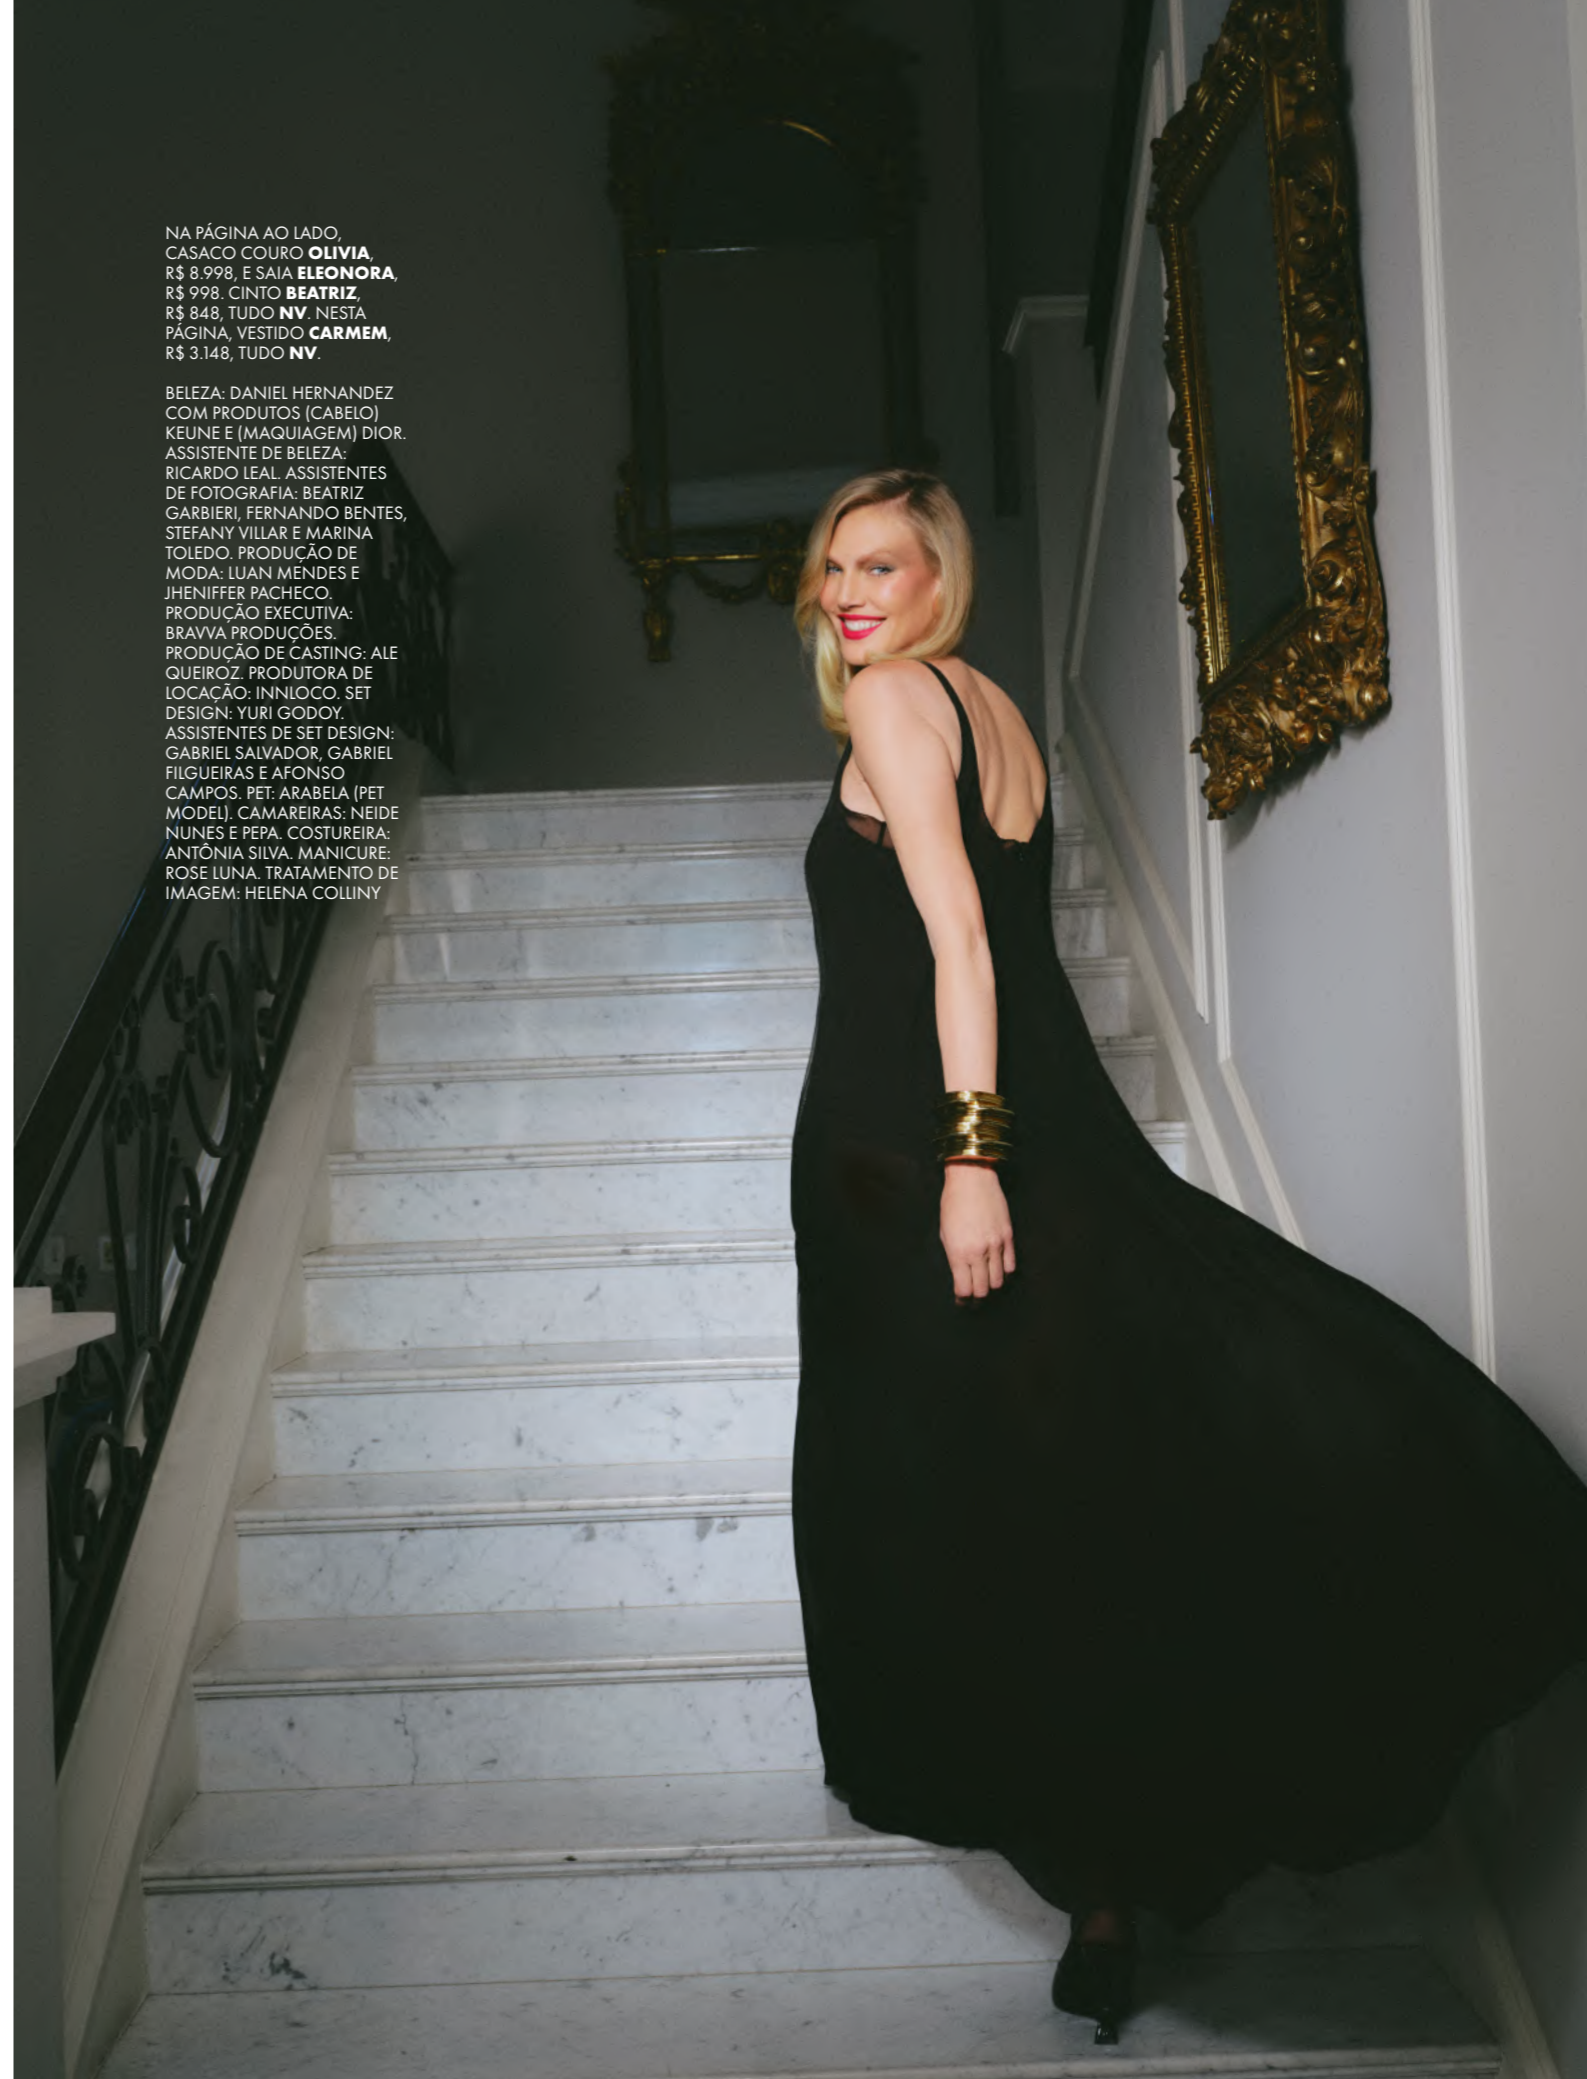 NA PÁGINA AO LADO,
CASACO COURO OLIVIA,
R$ 8.998, E SAIA ELEONORA,
R$ 998. CINTO BEATRIZ,
R$ 848, TUDO NV. NESTA
PÁGINA, VESTIDO CARMEM,
R$ 3.148, TUDO NV.
BELEZA: DANIEL HERNANDEZ
COM PRODUTOS (CABELO)
KEUNE E (MAQUIAGEM) DIOR.
ASSISTENTE DE BELEZA:
RICARDO LEAL. ASSISTENTES
DE FOTOGRAFIA: BEATRIZ
GARBIERI, FERNANDO BENTES,
STEFANY VILLAR E MARINA
TOLEDO. PRODUÇÃO DE
MODA: LUAN MENDES E
JHENIFFER PACHECO.
PRODUÇÃO EXECUTIVA:
BRAVVA PRODUÇÕES.
PRODUÇÃO DE CASTING: ALE
QUEIROZ. PRODUTORA DE
LOCAÇÃO: INNLOCO. SET
DESIGN: YURI GODOY.
ASSISTENTES DE SET DESIGN:
GABRIEL SALVADOR, GABRIEL
FILGUEIRAS E AFONSO
CAMPOS. PET: ARABELA (PET
MODEL). CAMAREIRAS: NEIDE
NUNES E PEPA. COSTUREIRA:
ANTÔNIA SILVA. MANICURE:
ROSE LUNA. TRATAMENTO DE
IMAGEM: HELENA COLLINY